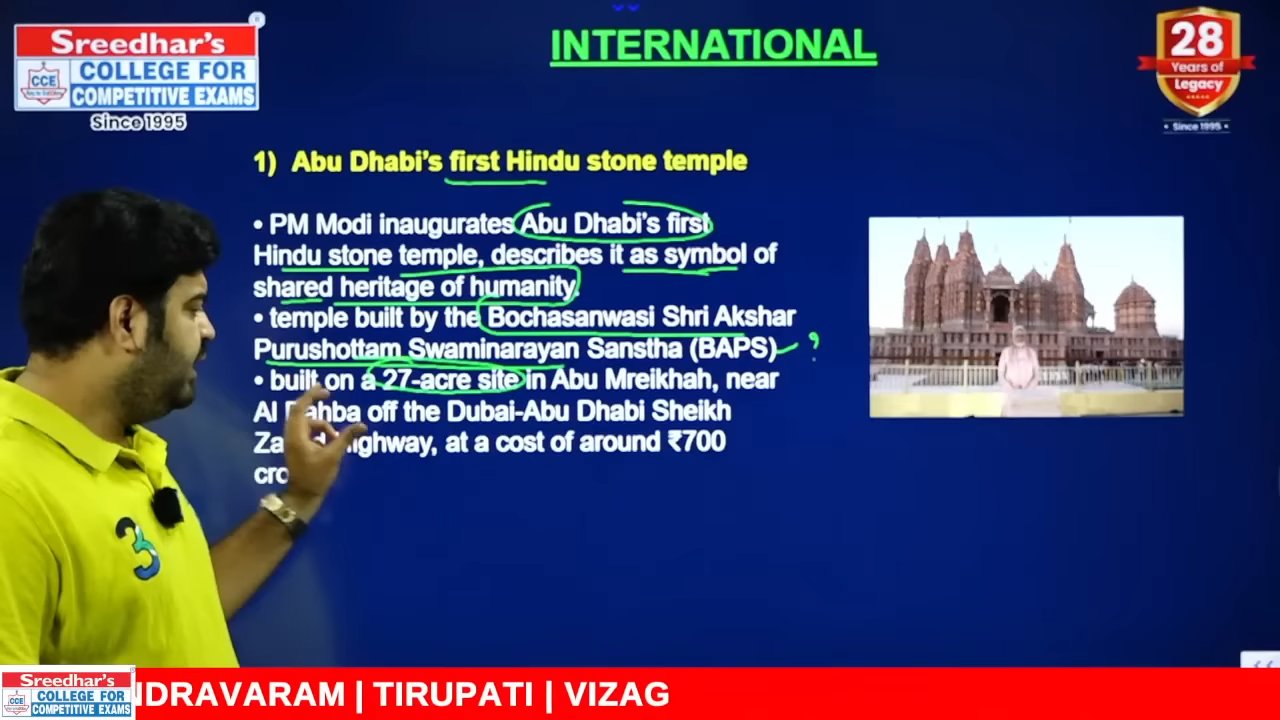 Sreedhar's
CCE
COLLEGE FOR
COMPETITIVE EXAMS
Since 1995
INTERNATIONAL
28
Years of
Legacy
• Since 1995 •
1) Abu Dhabi's first Hindu stone temple
• PM Modi inaugurates Abu Dhabi's first
Hindu stone temple, describes it as symbol of
shared heritage of humanity.
• temple built by the Bochasanwasi Shri Akshar
Purushottam Swaminarayan Sanstha (BAPS) ?
• built on a 27-acre site in Abu Mreikhah, near
Al off the Dubai-Abu Dhabi Sheikh
at a cost of around ₹700
3
Sreedhar's
CCE
COLLEGE FOR
COMPETITIVE EXAMS
NDRAVARAM | TIRUPATI | VIZAG